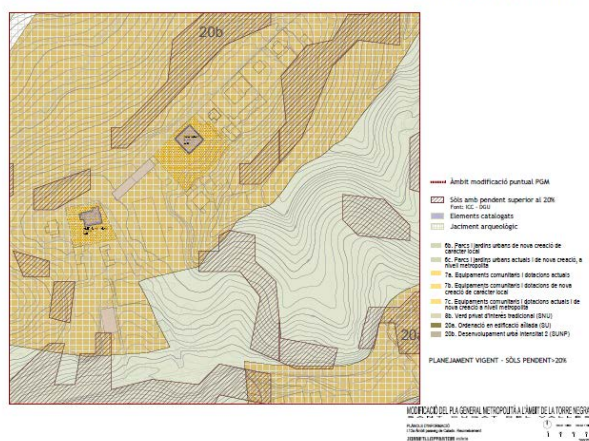 20b
20a
Àmbit modificació puntual PGM
Sòls amb pendent superior al 20%
Font: ICC - DGU
Elements catalogats
Jaciment arqueològic
6b. Parcs i jardins urbans de nova creació de
caràcter local
6c. Parcs i jardins urbans actuals i de nova creació, a
nivell metropolità
7a. Equipaments comunitaris i dotacions actuals
7b. Equipaments comunitaris i dotacions de nova
creació de caràcter local
7c. Equipaments comunitaris i dotacions actuals i de
nova creació a nivell metropolità
8b. Verd privat d'interès tradicional (SNU)
20a. Ordenació en edificació aïllada (SU)
20b. Desenvolupament urbà intensitat 2 (SUNP)
PLANEJAMENT VIGENT - SÒLS PENDENT>20%
MODIFICACIÓ DEL PLA GENERAL METROPOLITÀ A L'ÀMBIT DE LA TORRE NEGRA